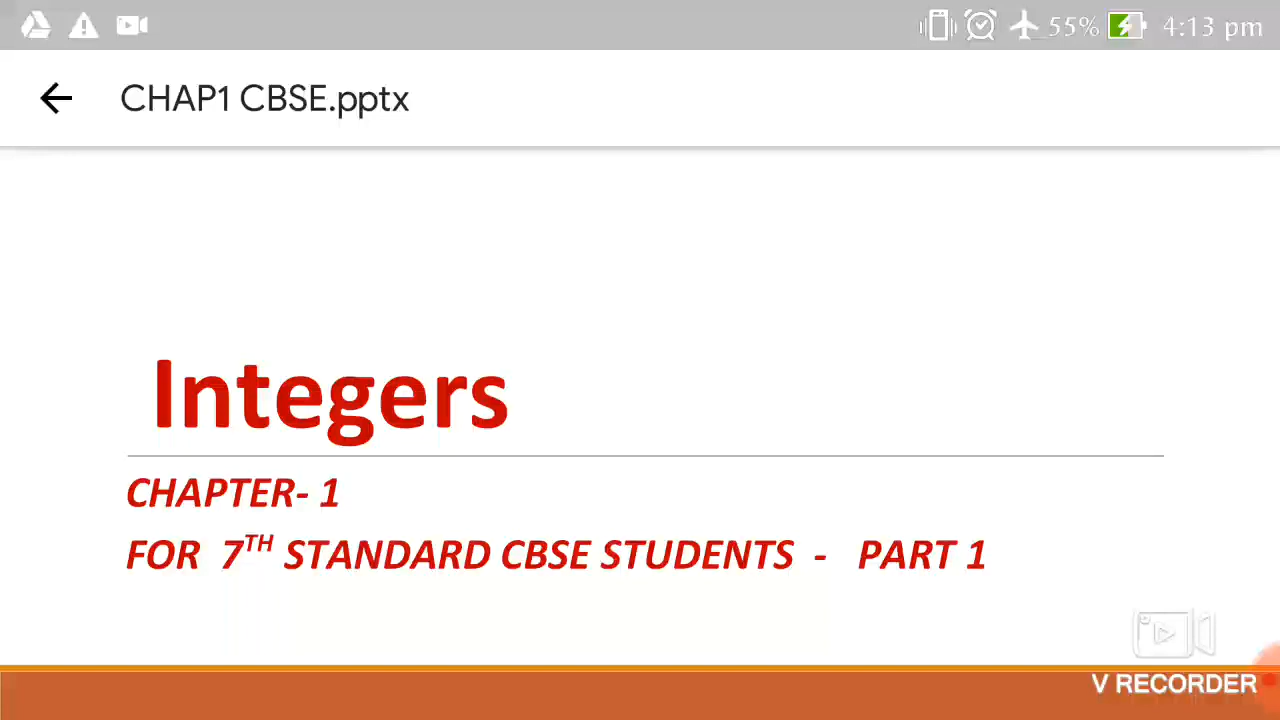 55% 4:13 pm
CHAP1 CBSE.pptx
Integers
CHAPTER- 1
FOR 7TH STANDARD CBSE STUDENTS - PART 1
V RECORDER